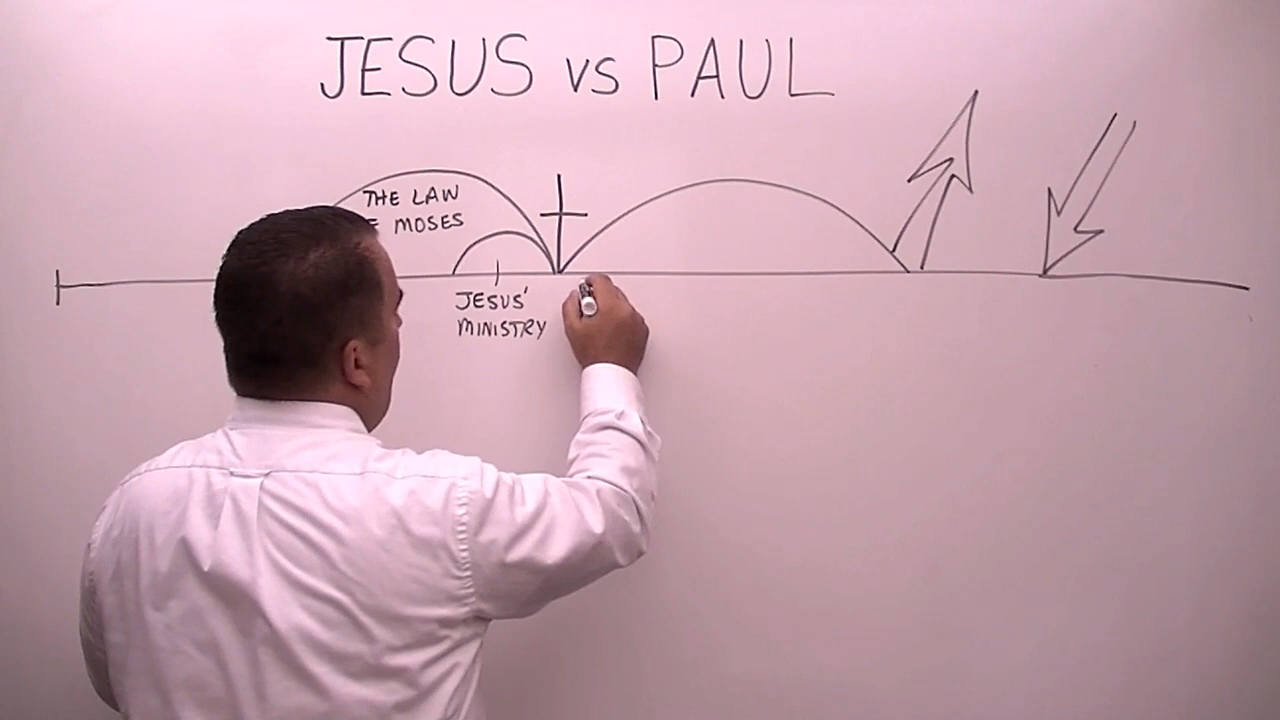 JESUS vs PAUL
THE LAW
MOSES
JESUS'
MINISTRY